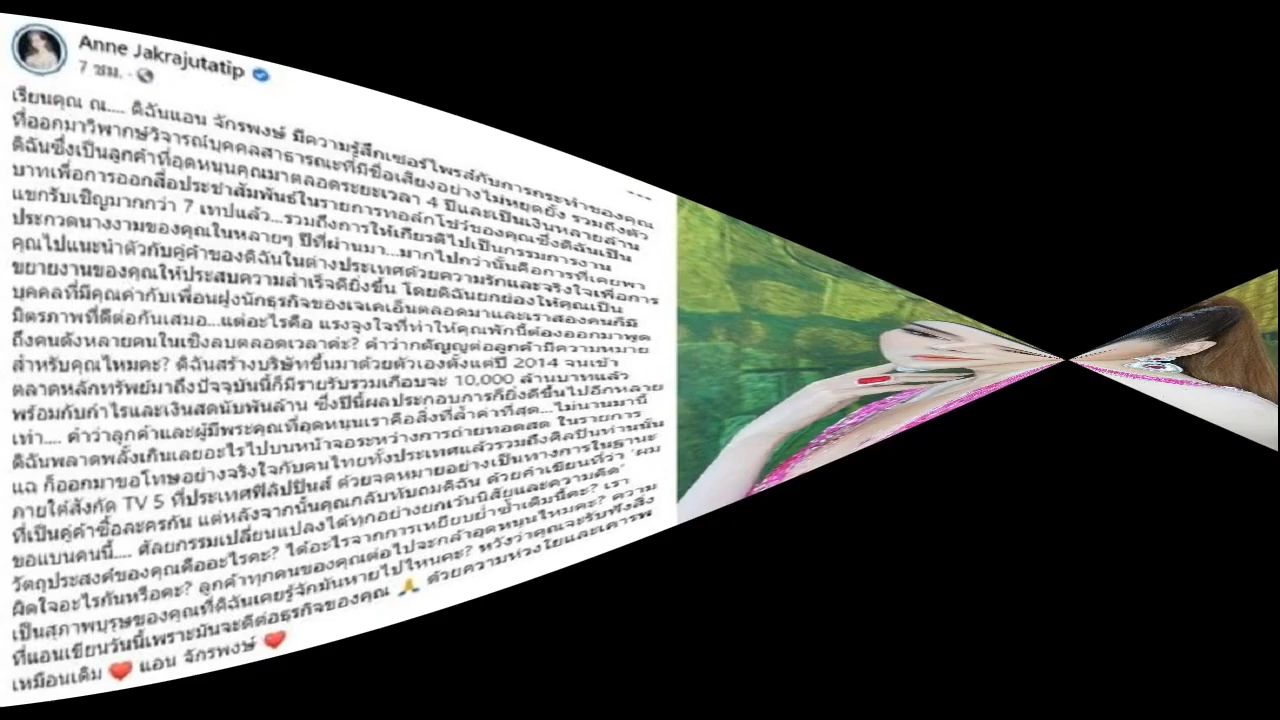 Anne Jakrajutatip
7 ชม.
เรียนคุณ ณ.... ดิฉันแอน จักรพงษ์ มีความรู้สึกเซอร์ไพรส์กับการกระทำของคุณ
ที่ออกมาวิพากษ์วิจารณ์บุคคลสาธารณะที่มีชื่อเสียงอย่างไม่หยุดยั้ง รวมถึงตัว
ดิฉันซึ่งเป็นลูกค้าที่อุดหนุนคุณมาตลอดระยะเวลา 4 ปีและเป็นเงินหลายล้าน
บาทเพื่อการออกสื่อประชาสัมพันธ์ในรายการทอล์กโชว์ของคุณซึ่งดิฉันเป็น
แขกรับเชิญมากกว่า 7 เทปแล้ว...รวมถึงการให้เกียรติไปเป็นกรรมการงาน
ประกวดนางงามของคุณในหลายๆ ปีที่ผ่านมา...มากไปกว่านั้นคือการที่เคยพา
คุณไปแนะนำตัวกับคู่ค้าของดิฉันในต่างประเทศด้วยความรักและจริงใจเพื่อการ
ขยายงานของคุณให้ประสบความสำเร็จดียิ่งขึ้น โดยดิฉันยกย่องให้คุณเป็น
บุคคลที่มีคุณค่ากับเพื่อนฝูงนักธุรกิจของเจเคเอ็นตลอดมาและเราสองคนก็มี
มิตรภาพที่ดีต่อกันเสมอ...แต่อะไรคือ แรงจูงใจที่ทำให้คุณพักนี้ต้องออกมาพูด
ถึงคนดังหลายคนในเชิงลบตลอดเวลาค่ะ? คำว่ากตัญญูต่อลูกค้ามีความหมาย
สำหรับคุณไหมคะ? ดิฉันสร้างบริษัทขึ้นมาด้วยตัวเองตั้งแต่ปี 2014 จนเข้า
ตลาดหลักทรัพย์มาถึงปัจจุบันนี้ก็มีรายรับรวมเกือบจะ 10,000 ล้านบาทแล้ว
พร้อมกับกำไรและเงินสดนับพันล้าน ซึ่งปีนี้ผลประกอบการก็ยิ่งดีขึ้นไปอีกหลาย
เท่า.... คำว่าลูกค้าและผู้มีพระคุณที่อุดหนุนเราคือสิ่งที่ล้ำค่าที่สุด...ไม่นานมานี้
ดิฉันพลาดพลั้งเกินเลยอะไรไปบนหน้าจอระหว่างการถ่ายทอดสด ในรายการ
แฉ ก็ออกมาขอโทษอย่างจริงใจกับคนไทยทั้งประเทศแล้วรวมถึงศิลปินท่านนั้น
ภายใต้สังกัด TV 5 ที่ประเทศฟิลิปปินส์ ด้วยจดหมายอย่างเป็นทางการในฐานะ
ที่เป็นคู่ค้าซื้อละครกัน แต่หลังจากนั้นคุณกลับทับถมดิฉัน ด้วยคำเขียนที่ว่า 'ผม
ขอแบนคนนี้.... ศัลยกรรมเปลี่ยนแปลงได้ทุกอย่างยกเว้นนิสัยและความคิด'
วัตถุประสงค์ของคุณคืออะไรคะ? ได้อะไรจากการเหยียบย่ำซ้ำเติมนี้คะ? เรา
ผิดใจอะไรกันหรือคะ? ลูกค้าทุกคนของคุณต่อไปจะกล้าอุดหนุนไหมคะ? ความ
เป็นสุภาพบุรุษของคุณที่ดิฉันเคยรู้จักมันหายไปไหนคะ? หวังว่าคุณจะรับฟังสิ่ง
ที่แอนเขียนวันนี้เพราะมันจะดีต่อธุรกิจของคุณ 🙏 ด้วยความห่วงใยและเคารพ
เหมือนเดิม ❤️ แอน จักรพงษ์ ❤️